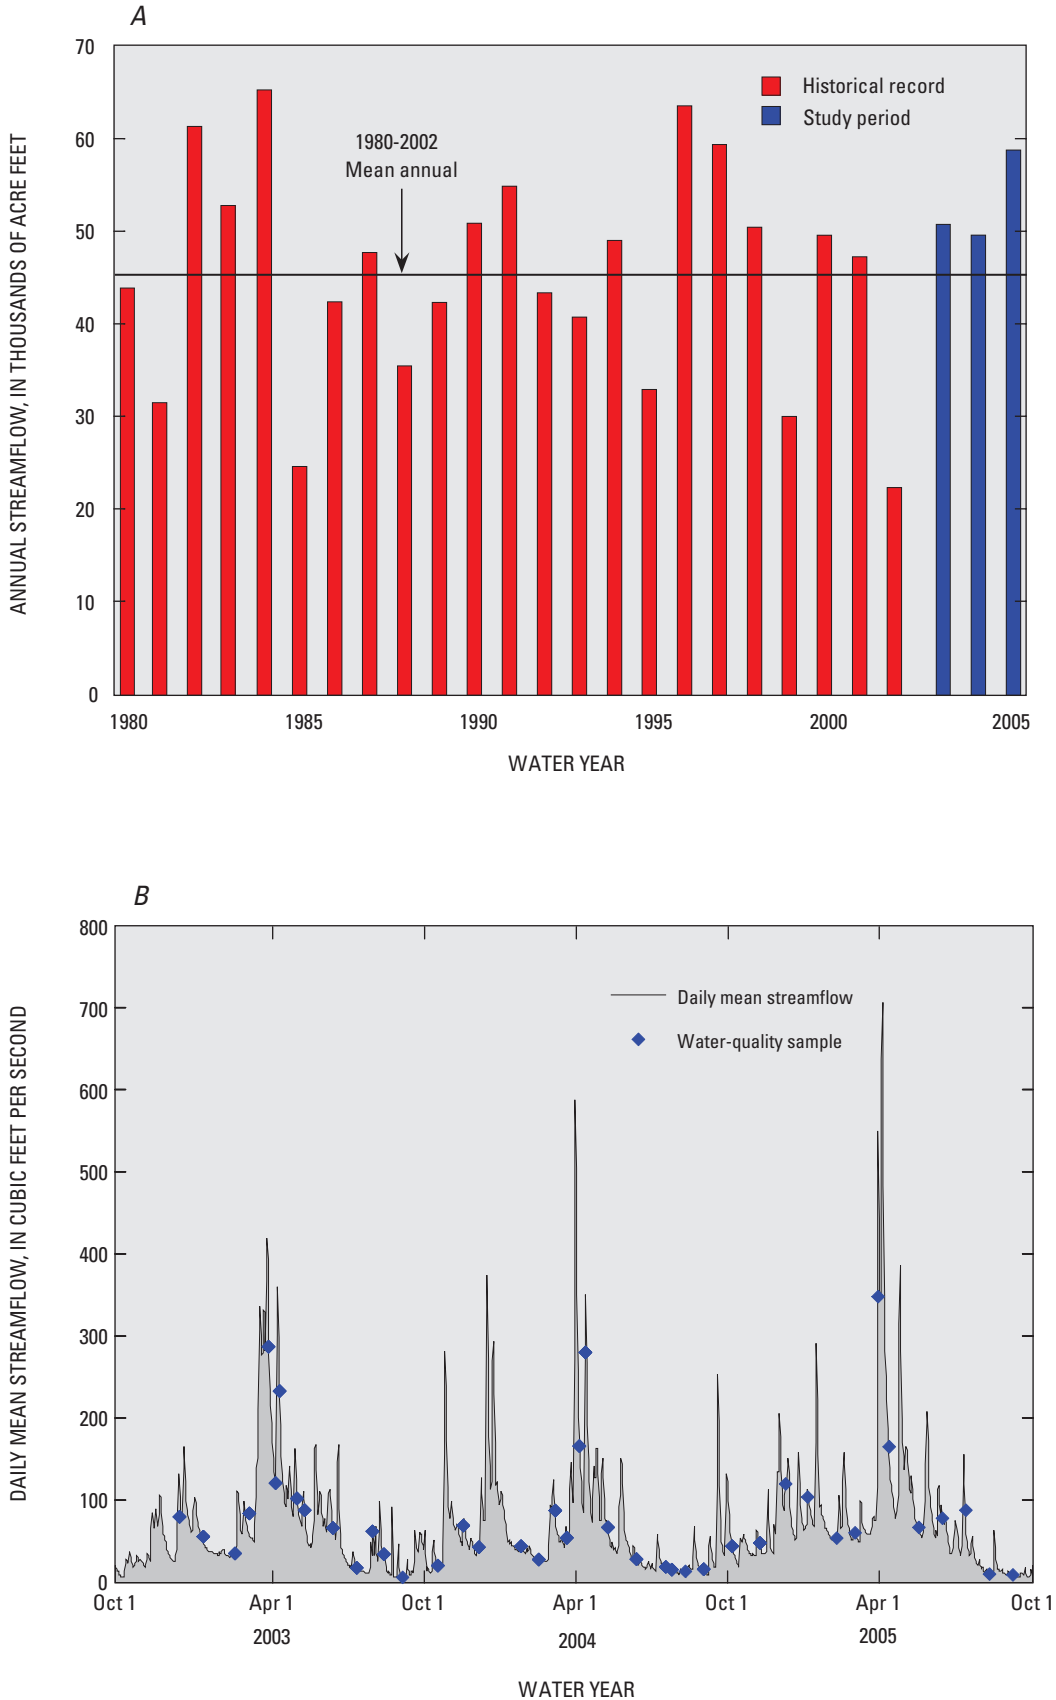 A
ANNUAL STREAMFLOW, IN THOUSANDS OF ACRE FEET
70
60
50
40
30
20
10
0
Historical record
Study period
1980-2002
Mean annual
1980
1985
1990
1995
2000
2005
WATER YEAR
B
DAILY MEAN STREAMFLOW, IN CUBIC FEET PER SECOND
800
700
600
500
400
300
200
100
0
Daily mean streamflow
Water-quality sample
Oct 1
Apr 1
Oct 1
Apr 1
Oct 1
Apr 1
Oct 1
2003
2004
2005
WATER YEAR